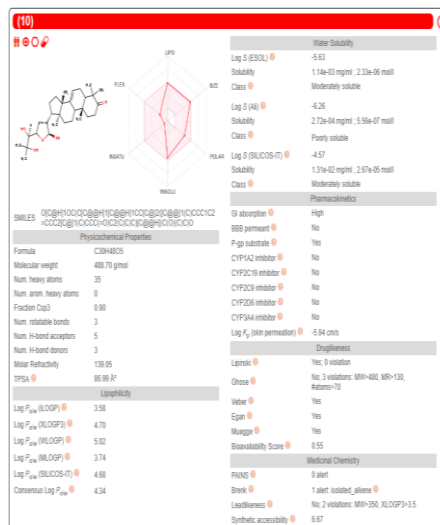 (10)
LIPO
FLEX
SIZE
INSATU
POLAR
INSOLU
SMILES
Physicochemical Properties
Formula C30H48O5
Molecular weight 488.70 g/mol
Num. heavy atoms 35
Num. arom. heavy atoms 0
Fraction Csp3 0.90
Num. rotatable bonds 3
Num. H-bond acceptors 5
Num. H-bond donors 3
Molar Refractivity 139.05
TPSA 86.99 Å²
Lipophilicity
Log Po/w (iLOGP) 3.58
Log Po/w (XLOGP3) 4.70
Log Po/w (WLOGP) 5.02
Log Po/w (MLOGP) 3.74
Log Po/w (SILICOS-IT) 4.68
Consensus Log Po/w 4.34
Water Solubility
Log S (ESOL) -5.63
Solubility 1.14e-03 mg/ml ; 2.33e-06 mol/l
Class Moderately soluble
Log S (Ali) -6.26
Solubility 2.72e-04 mg/ml ; 5.56e-07 mol/l
Class Poorly soluble
Log S (SILICOS-IT) -4.57
Solubility 1.31e-02 mg/ml ; 2.67e-05 mol/l
Class Moderately soluble
Pharmacokinetics
GI absorption High
BBB permeant No
P-gp substrate Yes
CYP1A2 inhibitor No
CYP2C19 inhibitor No
CYP2C9 inhibitor No
CYP2D6 inhibitor No
CYP3A4 inhibitor No
Log Kp (skin permeation) -5.94 cm/s
Druglikeness
Lipinski Yes; 0 violation
Ghose No; 3 violations: MW>480, MR>130,
#atoms>70
Veber Yes
Egan Yes
Muegge Yes
Bioavailability Score 0.55
Medicinal Chemistry
PAINS 0 alert
Brenk 1 alert: isolated_alkene
Leadlikeness No; 2 violations: MW>350, XLOGP3>3.5
Synthetic accessibility 6.67